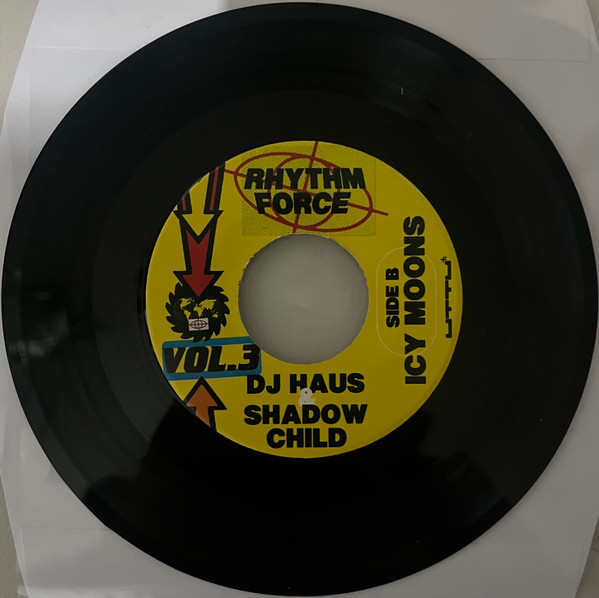 RHYTHM
FORCE
SIDE B
ICY MOONS
VOL.3
DJ HAUS
&
SHADOW
CHILD